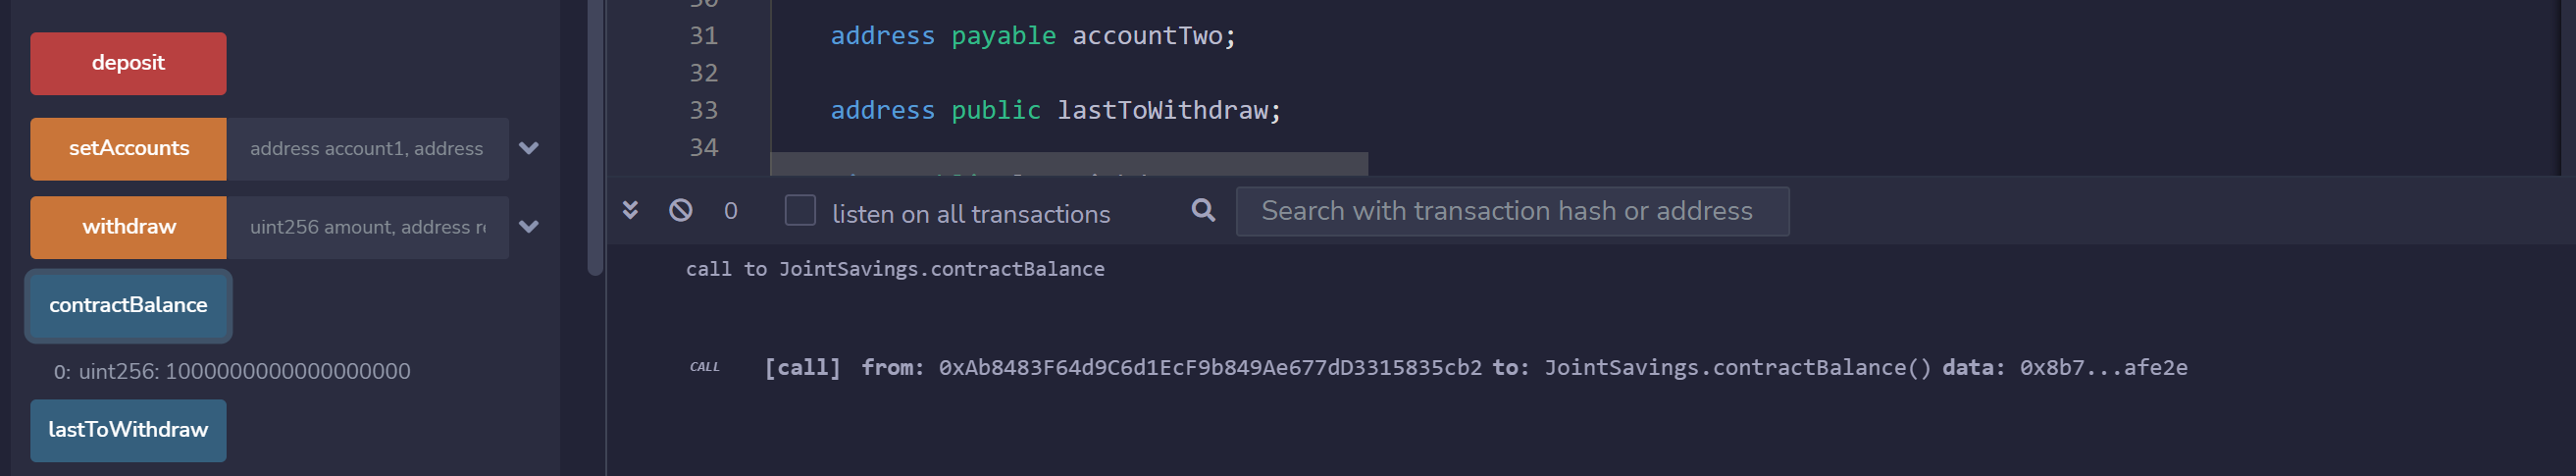 deposit
setAccounts
address account1, address
withdraw
uint256 amount, address
contractBalance
0: uint256: 1000000000000000000
lastToWithdraw
31 address payable accountTwo;
32
33 address public lastToWithdraw;
34
0
listen on all transactions
Search with transaction hash or address
call to JointSavings.contractBalance
CALL [call] from: 0xAb8483F64d9C6d1EcF9b849Ae677dD3315835cb2 to: JointSavings.contractBalance() data: 0x8b7...afe2e